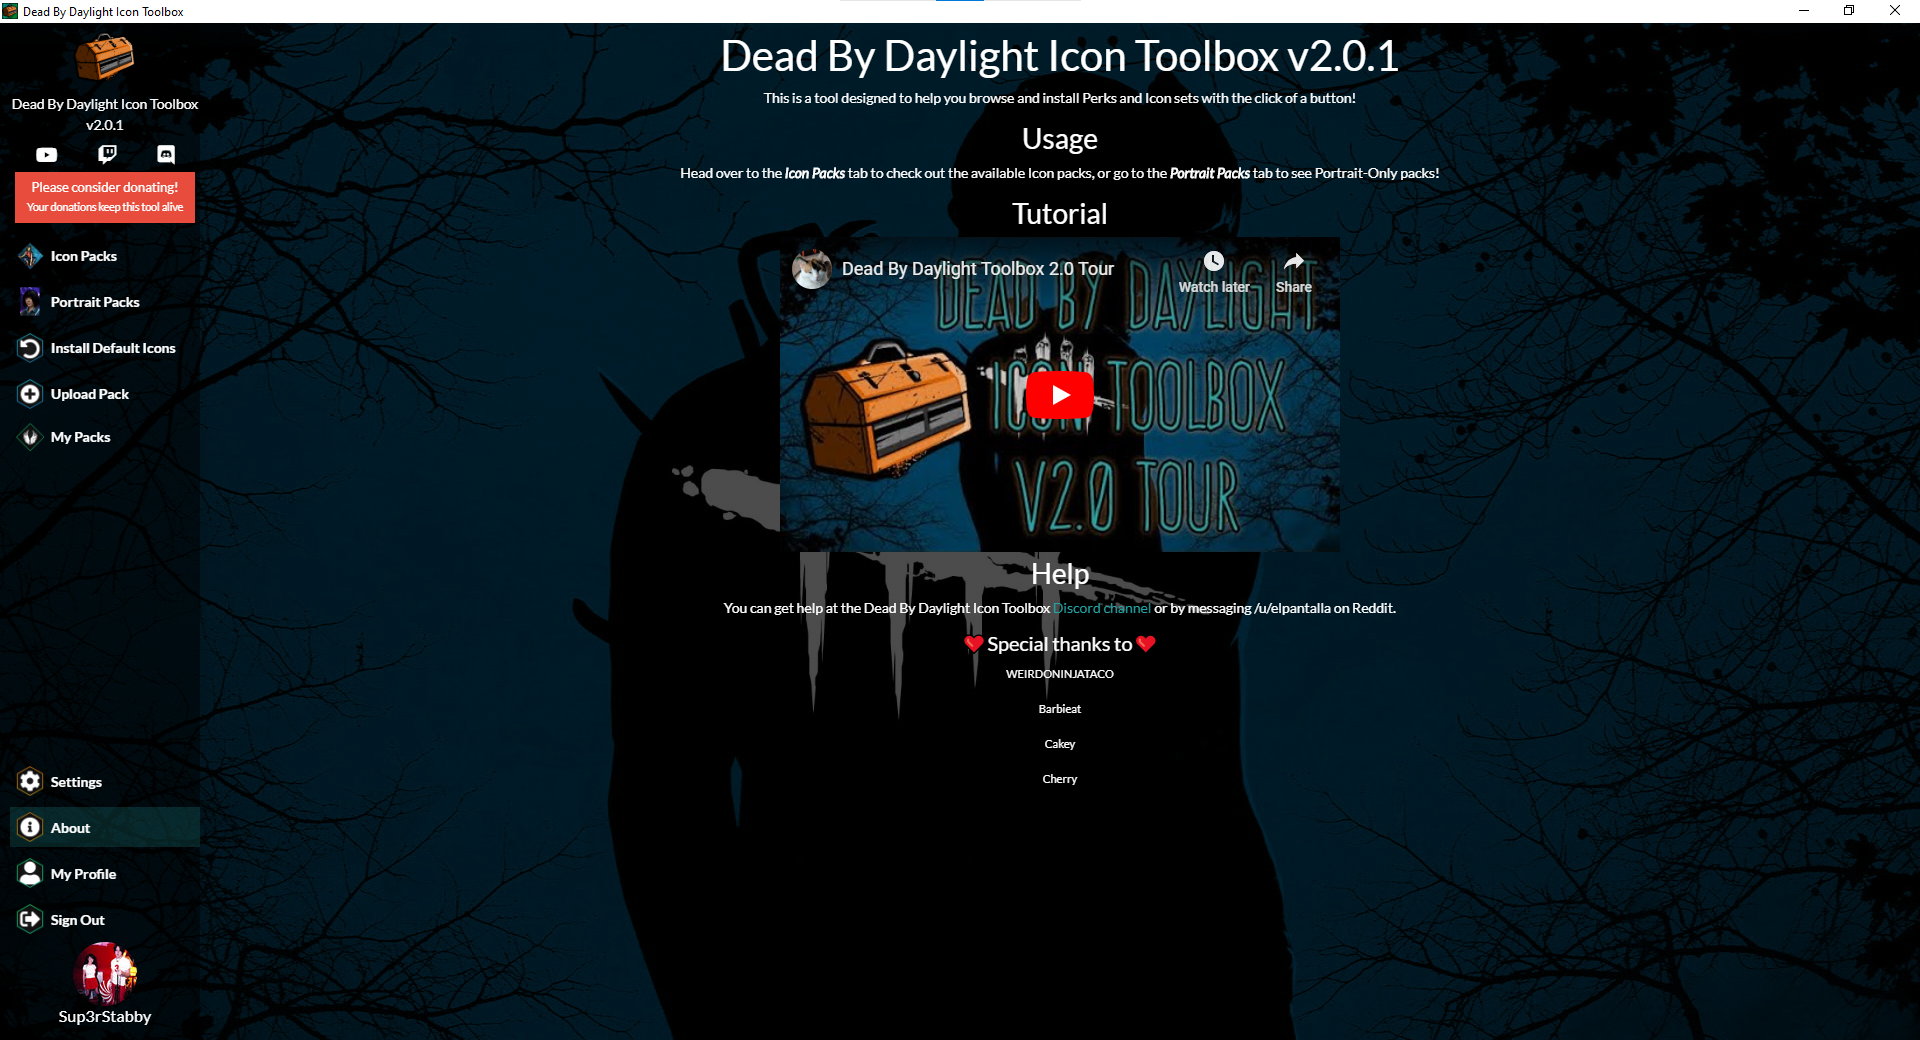 Dead By Daylight Icon Toolbox
Dead By Daylight Icon Toolbox
v2.0.1
Please consider donating!
Your donations keep this tool alive
Icon Packs
Portrait Packs
Install Default Icons
Upload Pack
My Packs
Settings
About
My Profile
Sign Out
Sup3rStabby
Dead By Daylight Icon Toolbox v2.0.1
This is a tool designed to help you browse and install Perks and Icon sets with the click of a button!
Usage
Head over to the Icon Packs tab to check out the available Icon packs, or go to the Portrait Packs tab to see Portrait-Only packs!
Tutorial
Dead By Daylight Toolbox 2.0 Tour
Watch later
Share
DEAD BY DAYLIGHT
ICON TOOLBOX
V2.0 TOUR
Help
You can get help at the Dead By Daylight Icon Toolbox Discord channel or by messaging /u/elpantalla on Reddit.
Special thanks to
WEIRDONINJATACO
Barbieat
Cakey
Cherry